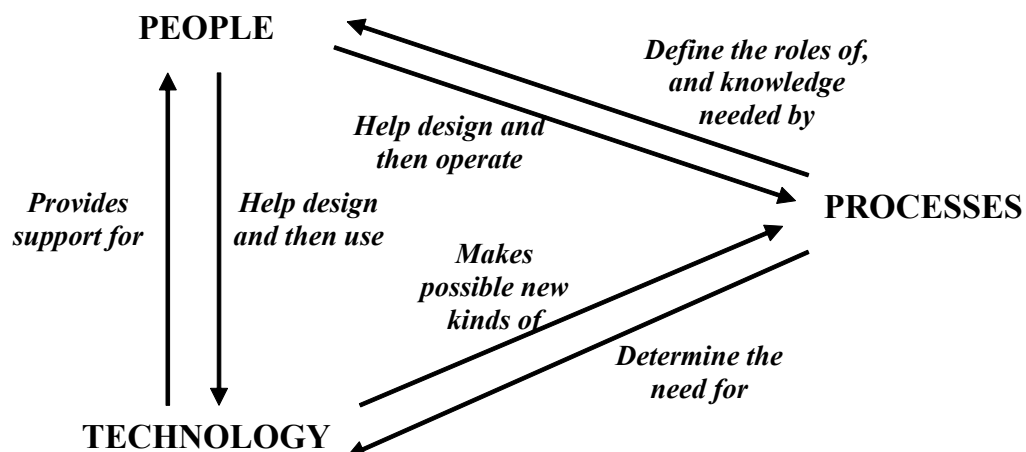 PEOPLE
Define the roles of,
and knowledge
needed by
Help design and
then operate
Provides
support for
Help design
and then use
PROCESSES
Makes
possible new
kinds of
Determine the
need for
TECHNOLOGY